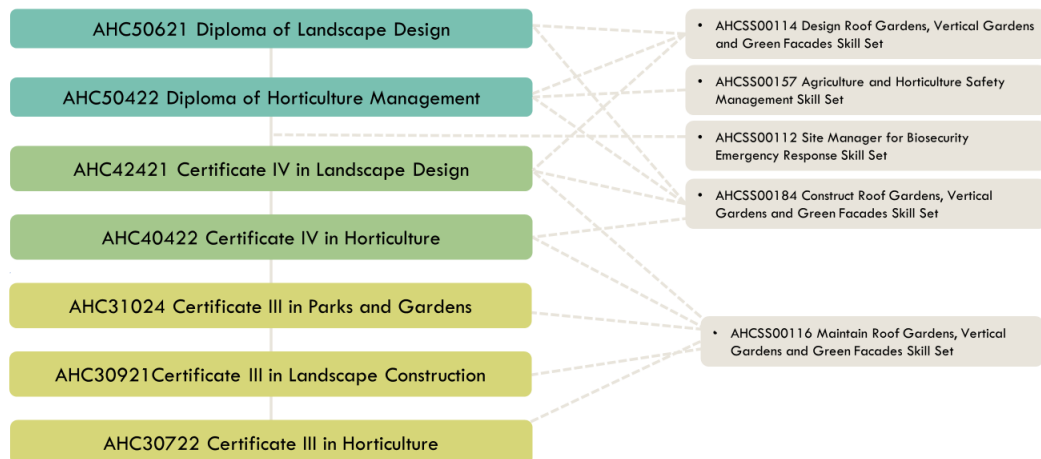 AHC50621 Diploma of Landscape Design
AHC50422 Diploma of Horticulture Management
AHC42421 Certificate IV in Landscape Design
AHC40422 Certificate IV in Horticulture
AHC31024 Certificate III in Parks and Gardens
AHC30921Certificate III in Landscape Construction
AHC30722 Certificate III in Horticulture
• AHCSS00114 Design Roof Gardens, Vertical Gardens
and Green Facades Skill Set
• AHCSS00157 Agriculture and Horticulture Safety
Management Skill Set
• AHCSS00112 Site Manager for Biosecurity
Emergency Response Skill Set
• AHCSS00184 Construct Roof Gardens, Vertical
Gardens and Green Facades Skill Set
• AHCSS00116 Maintain Roof Gardens, Vertical
Gardens and Green Facades Skill Set